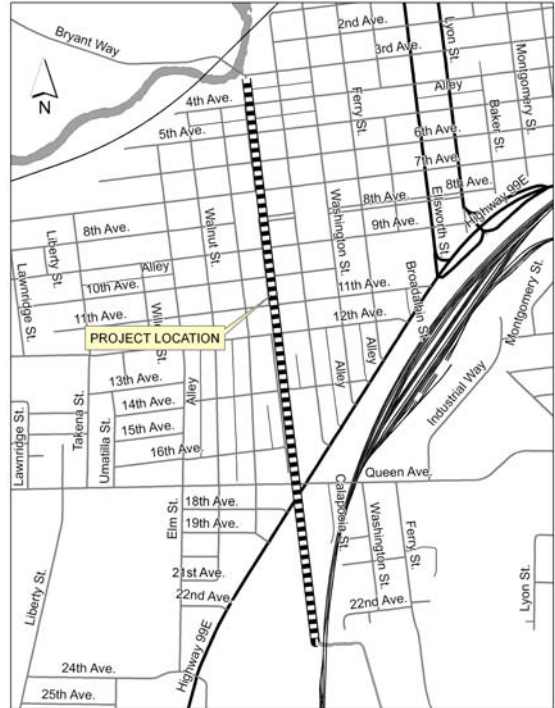 2nd Ave.
Lyon St.
Bryant Way
3rd Ave.
Montgomery St.
N
4th Ave.
Alley
Ferry St.
Baker St.
5th Ave.
6th Ave.
7th Ave.
8th Ave.
8th Ave.
Highway 99E
Walnut St.
Washington St.
Ellsworth St.
9th Ave.
8th Ave.
Liberty St.
Lawnridge St.
Alley
10th Ave.
11th Ave.
Broadalbin St.
11th Ave.
12th Ave.
Montgomery St.
PROJECT LOCATION
Alley
Alley
13th Ave.
Alley
14th Ave.
Industrial Way
Lawnridge St.
Takena St.
Umatilla St.
15th Ave.
16th Ave.
Queen Ave.
Elm St.
18th Ave.
Calapooia St.
Washington St.
19th Ave.
Ferry St.
21st Ave.
Lyon St.
Liberty St.
22nd Ave.
22nd Ave.
Highway 99E
24th Ave.
25th Ave.